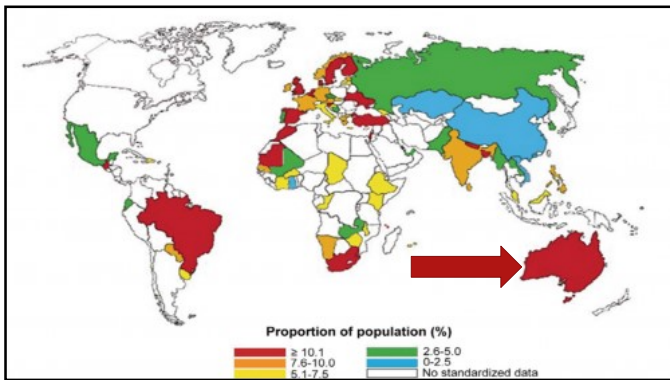 Proportion of population (%)
≥ 10.1 2.6-5.0
7.6-10.0 0-2.5
5.1-7.5 No standardized data